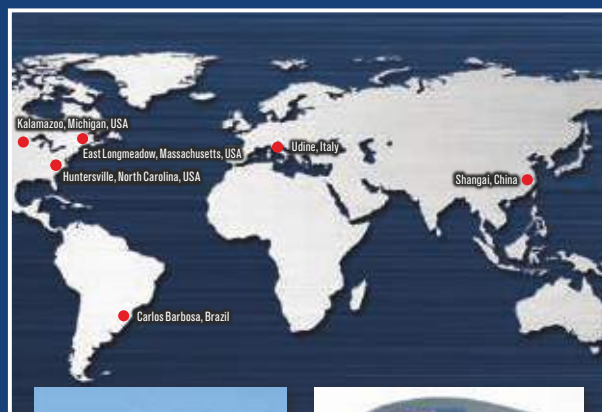 Kalamazoo, Michigan, USA
East Longmeadow, Massachusetts, USA
Huntersville, North Carolina, USA
Udine, Italy
Shangai, China
Carlos Barbosa, Brazil